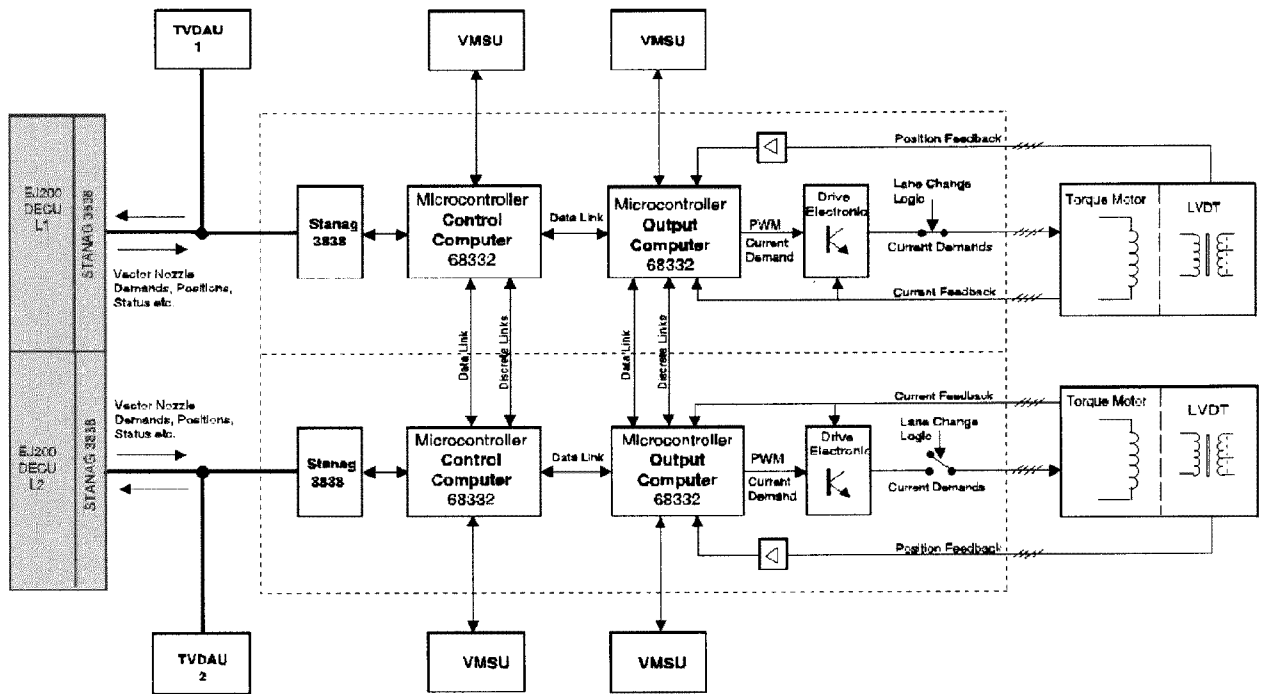 TVDAU
1
VMSU
VMSU
EJ200
DECU
L1
STANAG 3838
Vector Nozzle
Demands, Positions,
Status etc.
Stanag
3838
Microcontroller
Control
Computer
68332
Data Link
Microcontroller
Output
Computer
68332
PWM
Current
Demand
Drive
Electronic
Lane Change
Logic
Current Demands
Position Feedback
Current Feedback
Torque Motor
LVDT
Data Link
Discrete Links
Data Link
Discrete Links
EJ200
DECU
L2
STANAG 3838
Vector Nozzle
Demands, Positions,
Status etc.
Stanag
3838
Microcontroller
Control
Computer
68332
Data Link
Microcontroller
Output
Computer
68332
PWM
Current
Demand
Drive
Electronic
Current Feedback
Lane Change
Logic
Current Demands
Position Feedback
Torque Motor
LVDT
TVDAU
2
VMSU
VMSU